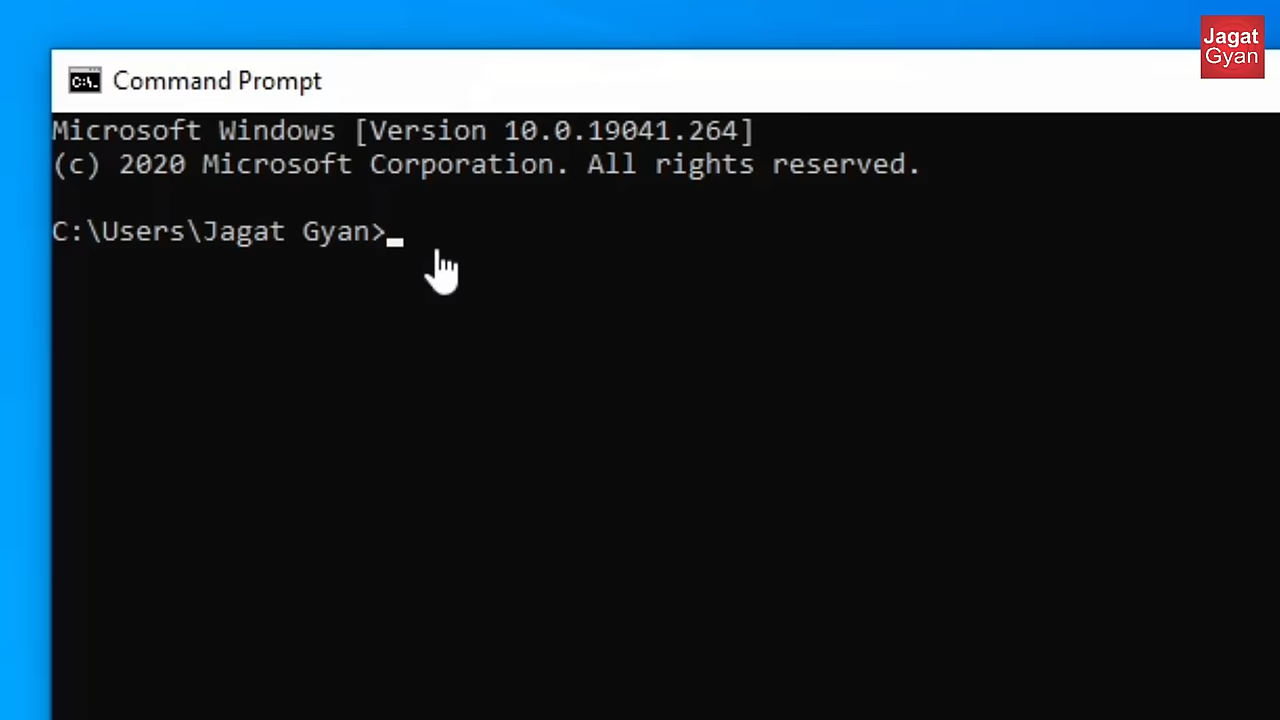 Jagat
Gyan
Command Prompt
Microsoft Windows [Version 10.0.19041.264]
(c) 2020 Microsoft Corporation. All rights reserved.
C:\Users\Jagat Gyan>